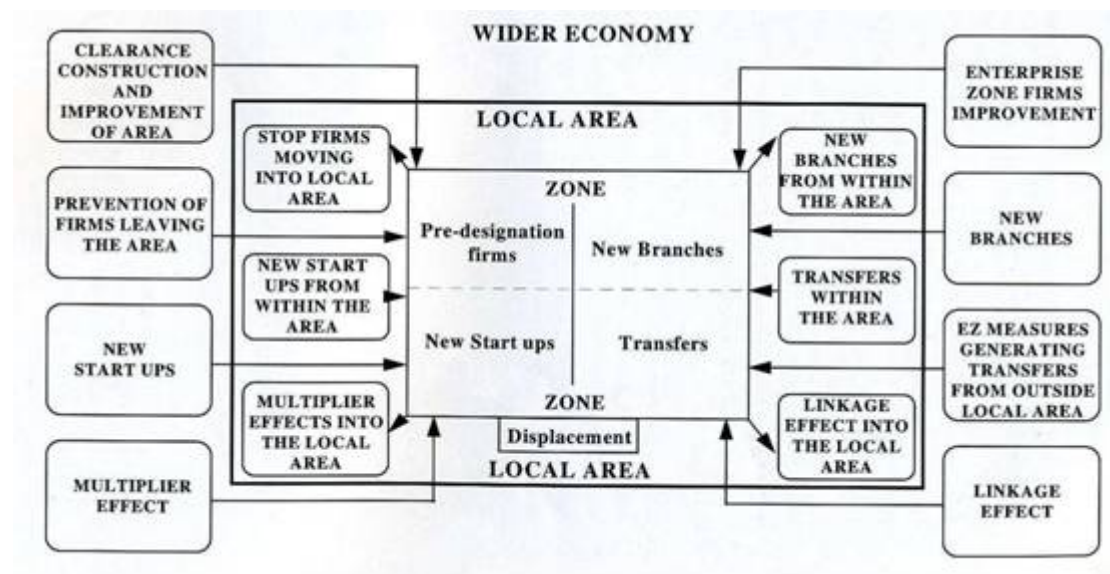 WIDER ECONOMY
CLEARANCE
CONSTRUCTION
AND
IMPROVEMENT
OF AREA
PREVENTION OF
FIRMS LEAVING
THE AREA
NEW
START UPS
MULTIPLIER
EFFECT
LOCAL AREA
STOP FIRMS
MOVING
INTO LOCAL
AREA
NEW START
UPS FROM
WITHIN THE
AREA
MULTIPLIER
EFFECTS INTO
THE LOCAL
AREA
ZONE
Pre-designation
firms
New Branches
New Start ups
Transfers
ZONE
Displacement
LOCAL AREA
NEW
BRANCHES
FROM WITHIN
THE AREA
TRANSFERS
WITHIN
THE AREA
LINKAGE
EFFECT INTO
THE LOCAL
AREA
ENTERPRISE
ZONE FIRMS
IMPROVEMENT
NEW
BRANCHES
EZ MEASURES
GENERATING
TRANSFERS
FROM OUTSIDE
LOCAL AREA
LINKAGE
EFFECT